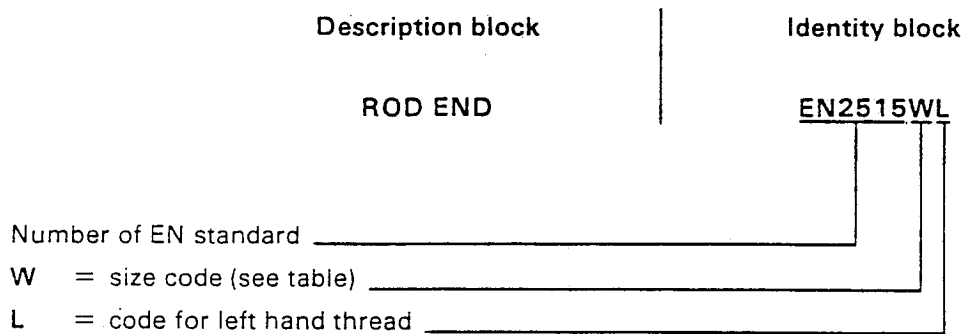 Description block Identity block
ROD END EN2515WL
Number of EN standard
W = size code (see table)
L = code for left hand thread